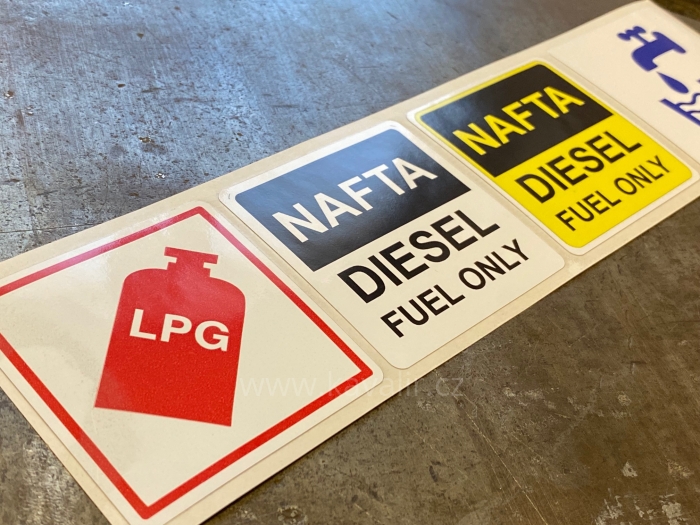 LPG
NAFTA
DIESEL
FUEL ONLY
NAFTA
DIESEL
FUEL ONLY